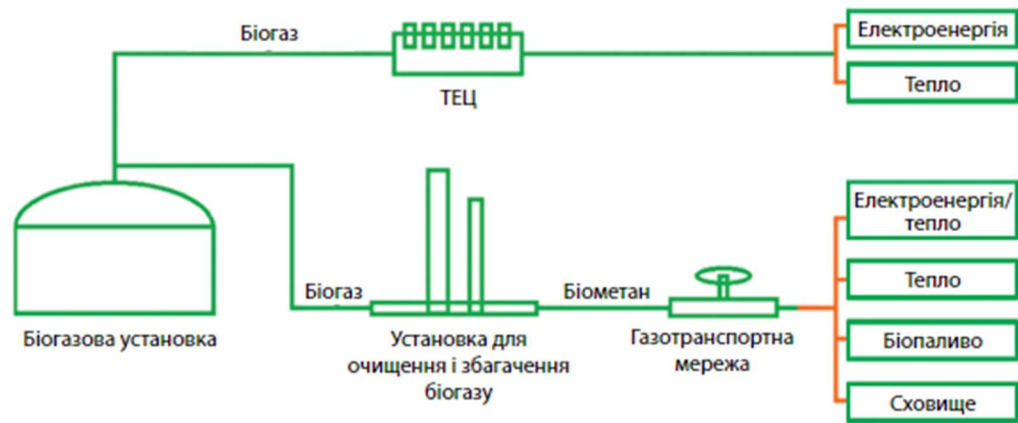 Біогаз
ТЕЦ
Електроенергія
Тепло
Біогазова установка
Біогаз
Установка для
очищення і збагачення
біогазу
Біометан
Газотранспортна
мережа
Електроенергія/
тепло
Тепло
Біопаливо
Сховище